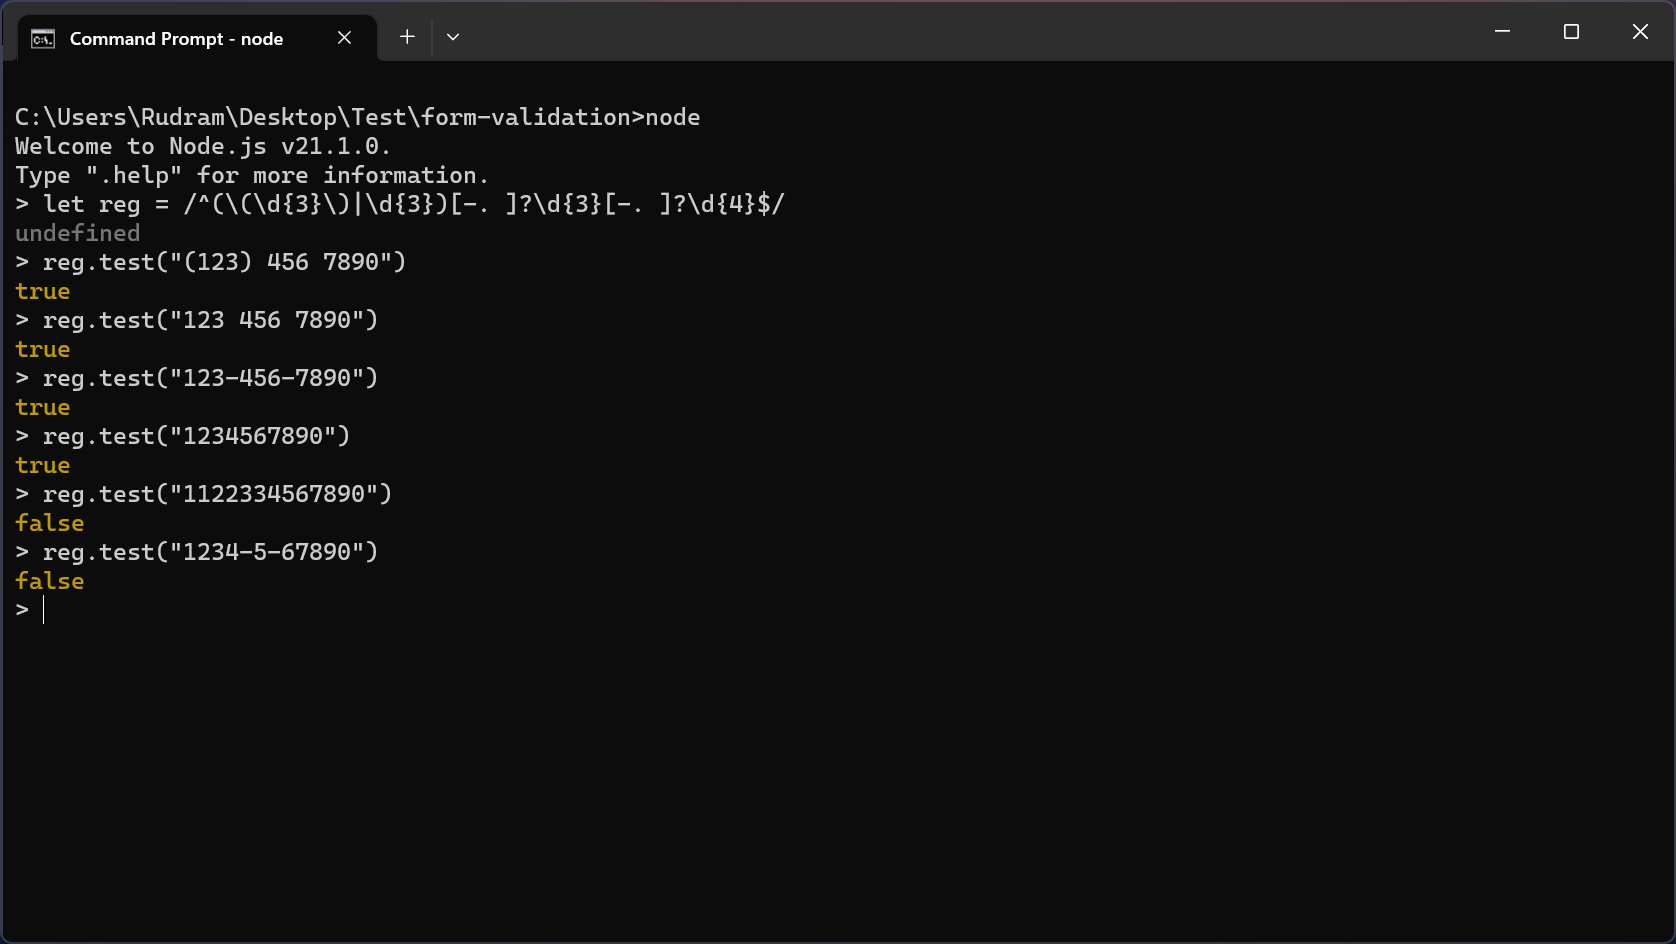 Command Prompt - node
C:\Users\Rudram\Desktop\Test\form-validation>node
Welcome to Node.js v21.1.0.
Type ".help" for more information.
> let reg = /^(\(\d{3}\)|\d{3})[-. ]?\d{3}[-. ]?\d{4}$/
undefined
> reg.test("(123) 456 7890")
true
> reg.test("123 456 7890")
true
> reg.test("123-456-7890")
true
> reg.test("1234567890")
true
> reg.test("1122334567890")
false
> reg.test("1234-5-67890")
false
>